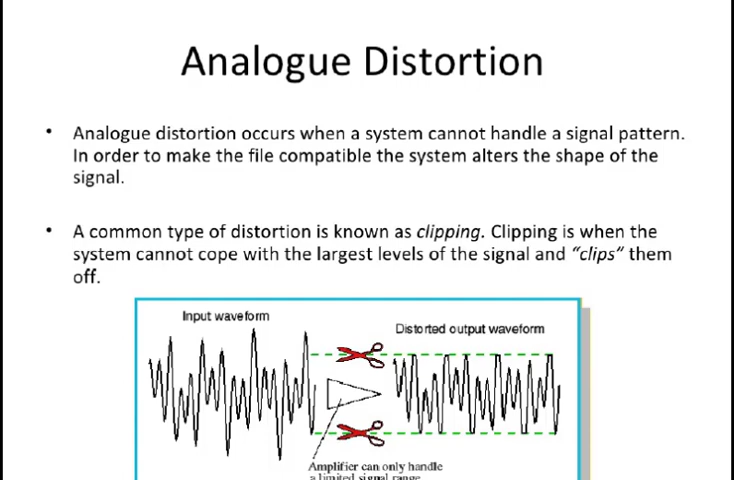 Analogue Distortion
• Analogue distortion occurs when a system cannot handle a signal pattern.
In order to make the file compatible the system alters the shape of the
signal.
• A common type of distortion is known as clipping. Clipping is when the
system cannot cope with the largest levels of the signal and “clips” them
off.
Input waveform
Distorted output waveform
Amplifier can only handle
a limited signal range